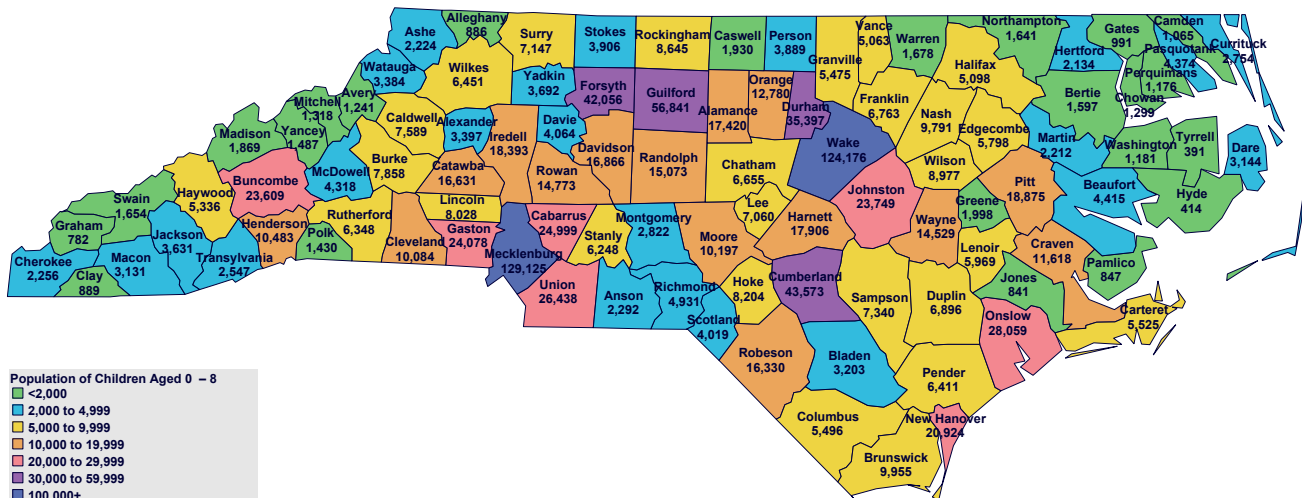 Alleghany
886
Ashe
2,224
Surry
7,147
Stokes
3,906
Rockingham
8,645
Caswell
1,930
Person
3,889
Vance
5,063
Granville
5,475
Warren
1,678
Northampton
1,641
Halifax
5,098
Hertford
2,134
Gates
991
Camden
1,065
Pasquotank
4,374
Currituck
2,754
Perquimans
1,176
Chowan
1,299
Bertie
1,597
Watauga
3,384
Wilkes
6,451
Yadkin
3,692
Forsyth
42,056
Guilford
56,841
Alamance
17,420
Orange
12,780
Durham
35,397
Franklin
6,763
Nash
9,791
Edgecombe
5,798
Martin
2,212
Washington
1,181
Tyrrell
391
Dare
3,144
Avery
1,241
Mitchell
1,318
Yancey
1,487
Madison
1,869
Caldwell
7,589
Alexander
3,397
Iredell
18,393
Davie
4,064
Davidson
16,866
Randolph
15,073
Chatham
6,655
Wake
124,176
Wilson
8,977
Johnston
23,749
Pitt
18,875
Greene
1,998
Beaufort
4,415
Hyde
414
Buncombe
23,609
McDowell
4,318
Burke
7,858
Catawba
16,631
Rowan
14,773
Lincoln
8,028
Haywood
5,336
Swain
1,654
Graham
782
Jackson
3,631
Henderson
10,483
Polk
1,430
Rutherford
6,348
Cleveland
10,084
Gaston
24,078
Mecklenburg
129,125
Cabarrus
24,999
Stanly
6,248
Montgomery
2,822
Moore
10,197
Lee
7,060
Harnett
17,906
Wayne
14,529
Lenoir
5,969
Craven
11,618
Pamlico
847
Cherokee
2,256
Clay
889
Macon
3,131
Transylvania
2,547
Union
26,438
Anson
2,292
Richmond
4,931
Scotland
4,019
Hoke
8,204
Cumberland
43,573
Sampson
7,340
Duplin
6,896
Jones
841
Onslow
28,059
Carteret
5,525
Robeson
16,330
Bladen
3,203
Pender
6,411
Columbus
5,496
New Hanover
20,924
Brunswick
9,955
Population of Children Aged 0 – 8
<2,000
2,000 to 4,999
5,000 to 9,999
10,000 to 19,999
20,000 to 29,999
30,000 to 59,999
100,000+